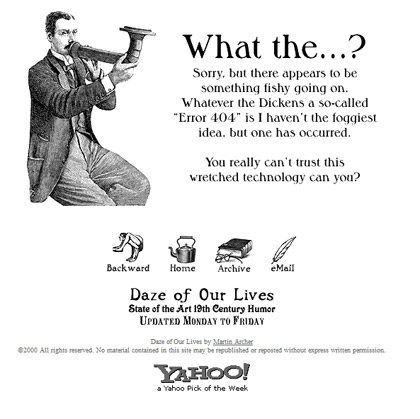 What the...?
Sorry, but there appears to be
something fishy going on.
Whatever the Dickens a so-called
“Error 404” is I haven't the foggiest
idea, but one has occurred.
You really can't trust this
wretched technology can you?
Backward Home Archive eMail
Daze of Our Lives
State of the Art 19th Century Humor
Updated Monday to Friday
Daze of Our Lives by Martin Archer
©2000 All rights reserved. No material contained in this site may be republished or reposted without express written permission.
YAHOO!
a Yahoo Pick of the Week